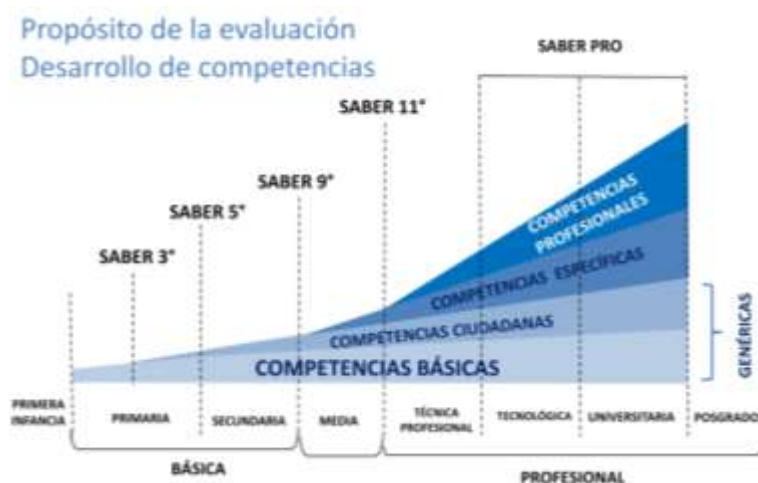 Propósito de la evaluación
Desarrollo de competencias
SABER PRO
SABER 11°
SABER 9°
SABER 5°
SABER 3°
COMPETENCIAS
PROFESIONALES
COMPETENCIAS ESPECÍFICAS
COMPETENCIAS CIUDADANAS
COMPETENCIAS BÁSICAS
GENÉRICAS
PRIMERA
INFANCIA
PRIMARIA
SECUNDARIA
MEDIA
TÉCNICA
PROFESIONAL
TECNOLÓGICA
UNIVERSITARIA
POSGRADO
BÁSICA
PROFESIONAL